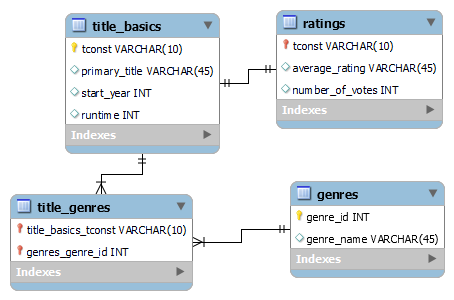 title_basics
tconst VARCHAR(10)
primary_title VARCHAR(45)
start_year INT
runtime INT
Indexes
ratings
tconst VARCHAR(10)
average_rating VARCHAR(45)
number_of_votes INT
Indexes
title_genres
title_basics_tconst VARCHAR(10)
genres_genre_id INT
Indexes
genres
genre_id INT
genre_name VARCHAR(45)
Indexes